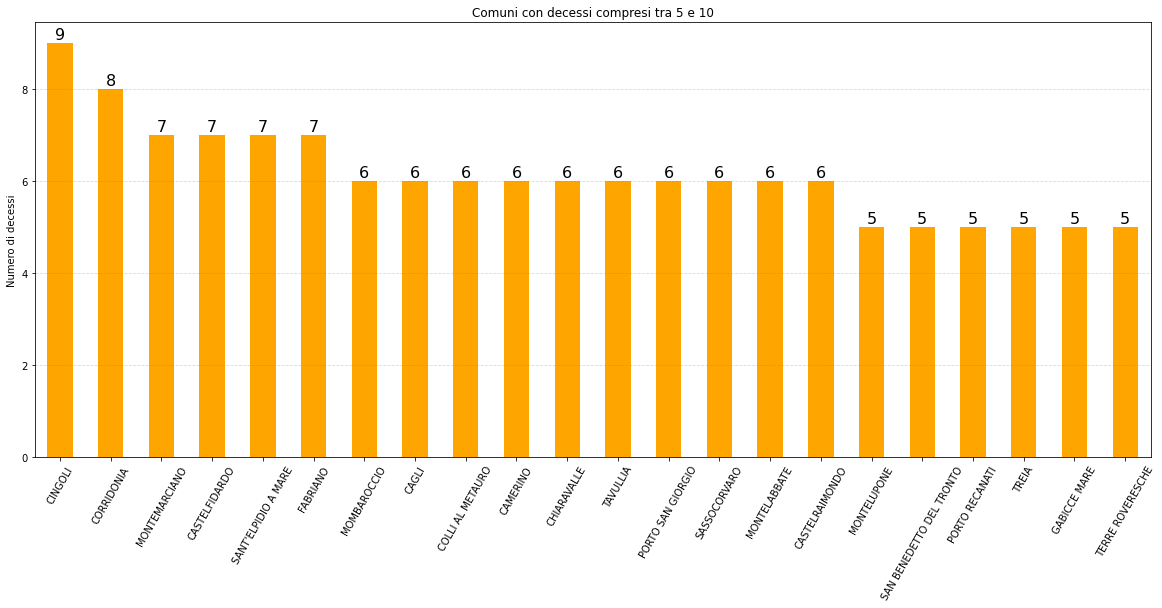 Comuni con decessi compresi tra 5 e 10
Numero di decessi
8
6
4
2
0
9
8
7
7
7
7
6
6
6
6
6
6
6
6
6
6
5
5
5
5
5
5
CINGOLI
CORRIDONIA
MONTEMARCIANO
CASTELFIDARDO
SANT'ELPIDIO A MARE
FABRIANO
MOMBAROCCIO
CAGLI
COLLI AL METAURO
CAMERINO
CHIARAVALLE
TAVULLIA
PORTO SAN GIORGIO
SASSOCORVARO
MONTELABBATE
CASTELRAIMONDO
MONTELUPONE
SAN BENEDETTO DEL TRONTO
PORTO RECANATI
TREIA
GABICCE MARE
TERRE ROVERESCHE